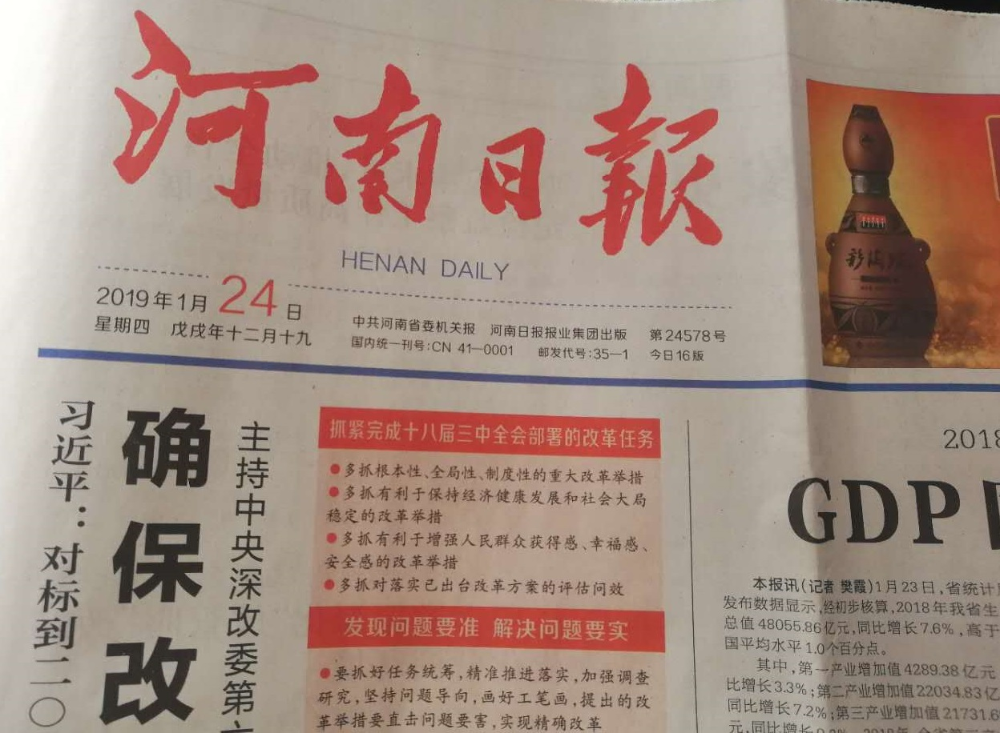 河南日報
HENAN DAILY
2019年1月24日
星期四 戊戌年十二月十九
中共河南省委机关报 河南日报报业集团出版 第24578号
国内统一刊号:CN 41—0001 邮发代号:35—1 今日16版
习近平:对标到二〇
确保改
主持中央深改委第
抓紧完成十八届三中全会部署的改革任务
●多抓根本性、全局性、制度性的重大改革举措
●多抓有利于保持经济健康发展和社会大局
稳定的改革举措
●多抓有利于增强人民群众获得感、幸福感、
安全感的改革举措
●多抓对落实已出台改革方案的评估问效
发现问题要准 解决问题要实
●要抓好任务统筹,精准推进落实,加强调查
研究,坚持问题导向,画好工笔画,提出的改
革举措要直击问题要害,实现精确改革
彩陶坊
2018
GDP
本报讯(记者 樊霞)1月23日,省统计
发布数据显示,经初步核算,2018年我省生
总值48055.86亿元,同比增长7.6%,高于
国平均水平1.0个百分点。
其中,第一产业增加值4289.38亿元
比增长3.3%;第二产业增加值22034.83亿
同比增长7.2%;第三产业增加值21731.6
元,同比增长